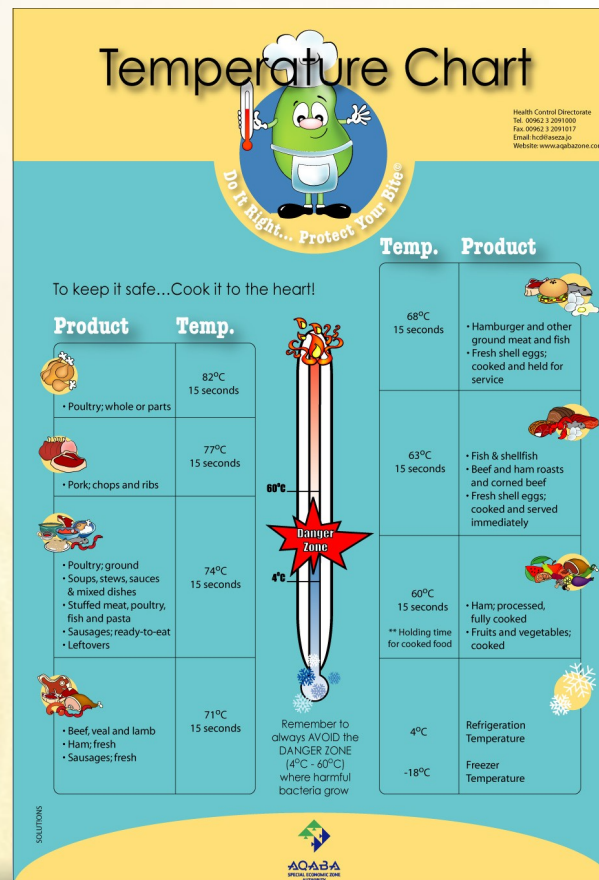 Temperature Chart
Health Control Directorate
Tel. 00962 3 2091000
Fax. 00962 3 2091017
Email: hcd@aseza.jo
Website: www.aqabazone.com
Do It Right... Protect Your Bite©
To keep it safe...Cook it to the heart!
Product Temp.
82°C
15 seconds
• Poultry; whole or parts
77°C
15 seconds
• Pork; chops and ribs
74°C
15 seconds
• Poultry; ground
• Soups, stews, sauces
& mixed dishes
• Stuffed meat, poultry,
fish and pasta
• Sausages; ready-to-eat
• Leftovers
71°C
15 seconds
• Beef, veal and lamb
• Ham; fresh
• Sausages; fresh
60°C
Danger
Zone
4°C
Remember to
always AVOID the
DANGER ZONE
(4°C - 60°C)
where harmful
bacteria grow
Temp. Product
68°C
15 seconds
• Hamburger and other
ground meat and fish
• Fresh shell eggs;
cooked and held for
service
63°C
15 seconds
• Fish & shellfish
• Beef and ham roasts
and corned beef
• Fresh shell eggs;
cooked and served
immediately
60°C
15 seconds
** Holding time
for cooked food
• Ham; processed,
fully cooked
• Fruits and vegetables;
cooked
4°C
Refrigeration
Temperature
-18°C
Freezer
Temperature
SOLUTIONS
AQABA
SPECIAL ECONOMIC ZONE
AUTHORITY